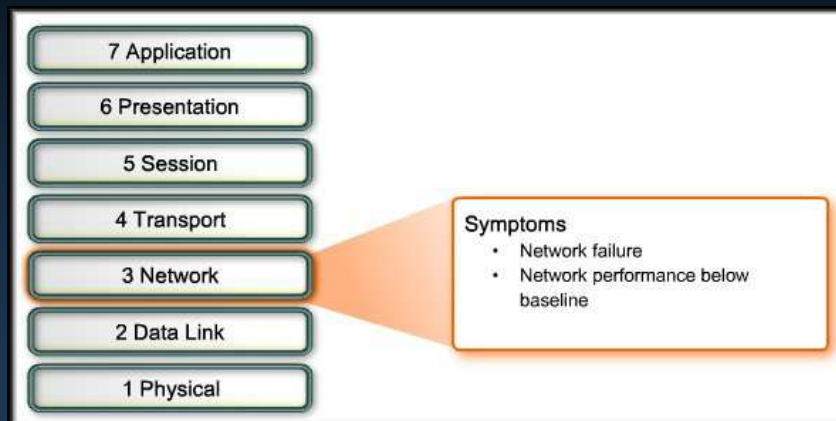 7 Application
6 Presentation
5 Session
4 Transport
3 Network
2 Data Link
1 Physical
Symptoms
• Network failure
• Network performance below
baseline